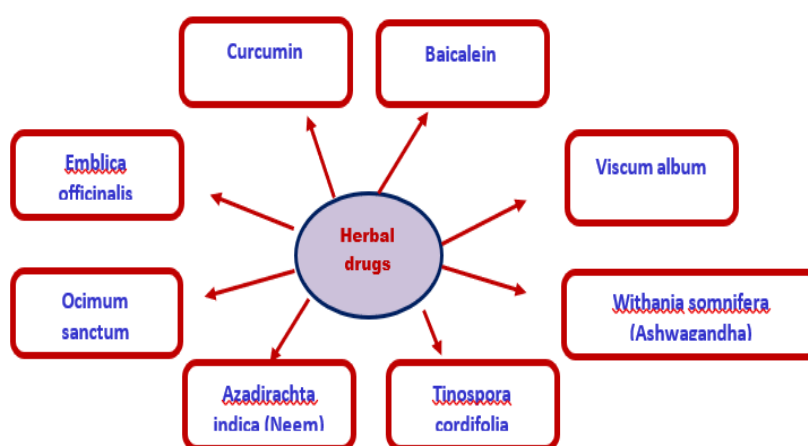 Curcumin
Baicalein
Emblica
officinalis
Viscum album
Herbal
drugs
Ocimum
sanctum
Withania somnifera
(Ashwagandha)
Azadirachta
indica (Neem)
Tinospora
cordifolia